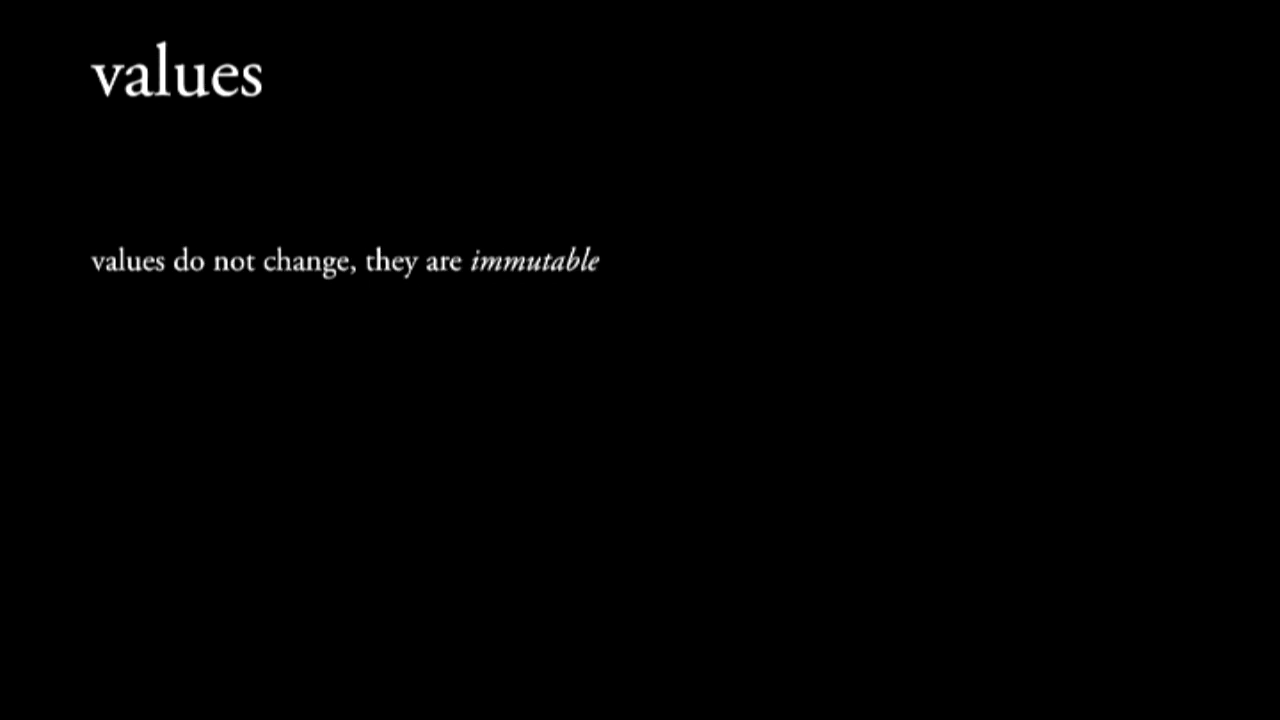 values
values do not change, they are immutable